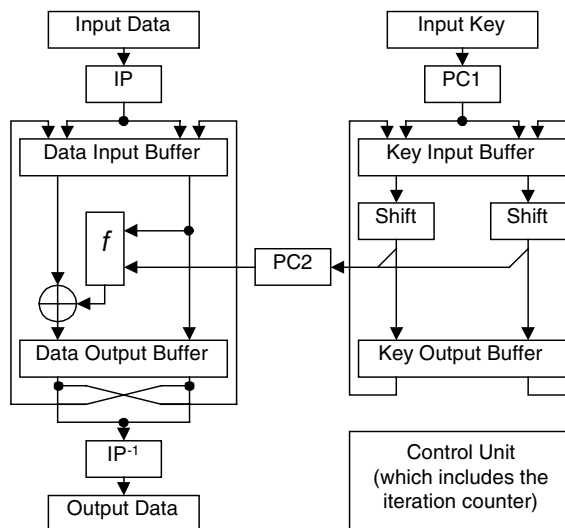 Input Data
Input Key
IP
PC1
Data Input Buffer
Key Input Buffer
Shift
Shift
f
PC2
Data Output Buffer
Key Output Buffer
IP-1
Output Data
Control Unit
(which includes the
iteration counter)